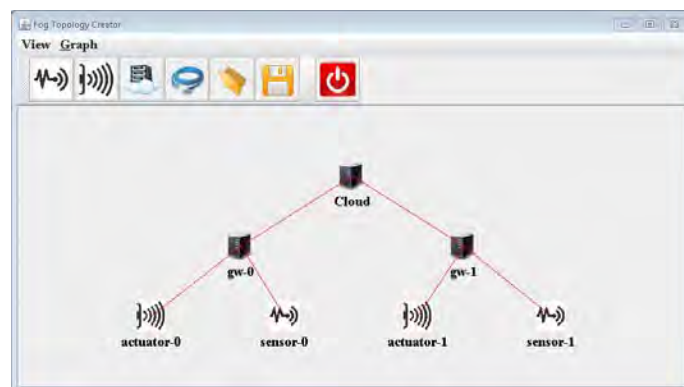 Fog Topology Creator
View Graph
Cloud
gw-0
gw-1
actuator-0
sensor-0
actuator-1
sensor-1